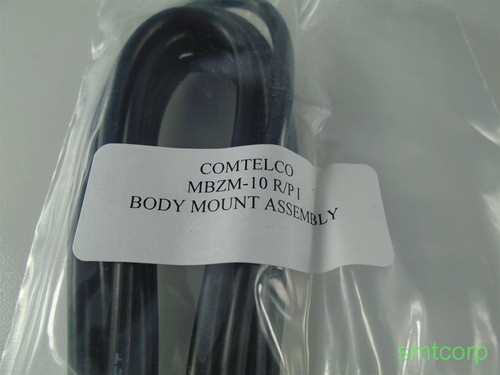 COMTELCO
MBZM-10 R/P I
BODY MOUNT ASSEMBLY
smtcorp